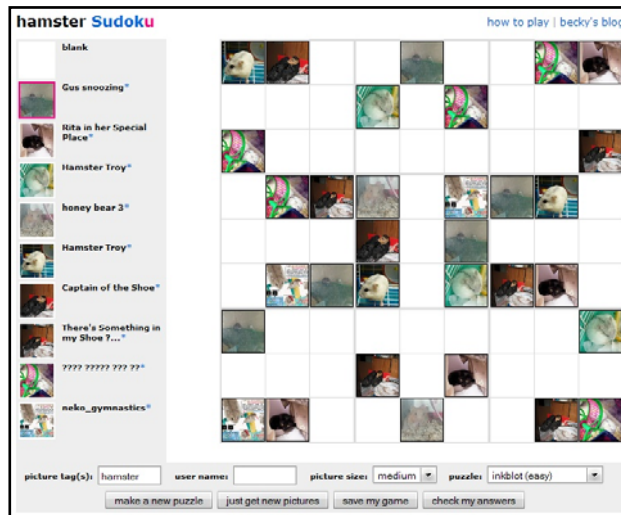 hamster Sudoku
how to play | becky's blog
blank
Gus snoozing*
Rita in her Special
Place*
Hamster Troy*
honey bear 3*
Hamster Troy*
Captain of the Shoe*
There's Something in
my Shoe ?...*
???? ????? ??? ??*
neko_gymnastics*
picture tag(s): hamster user name: picture size: medium puzzle: inkblot (easy)
make a new puzzle just get new pictures save my game check my answers